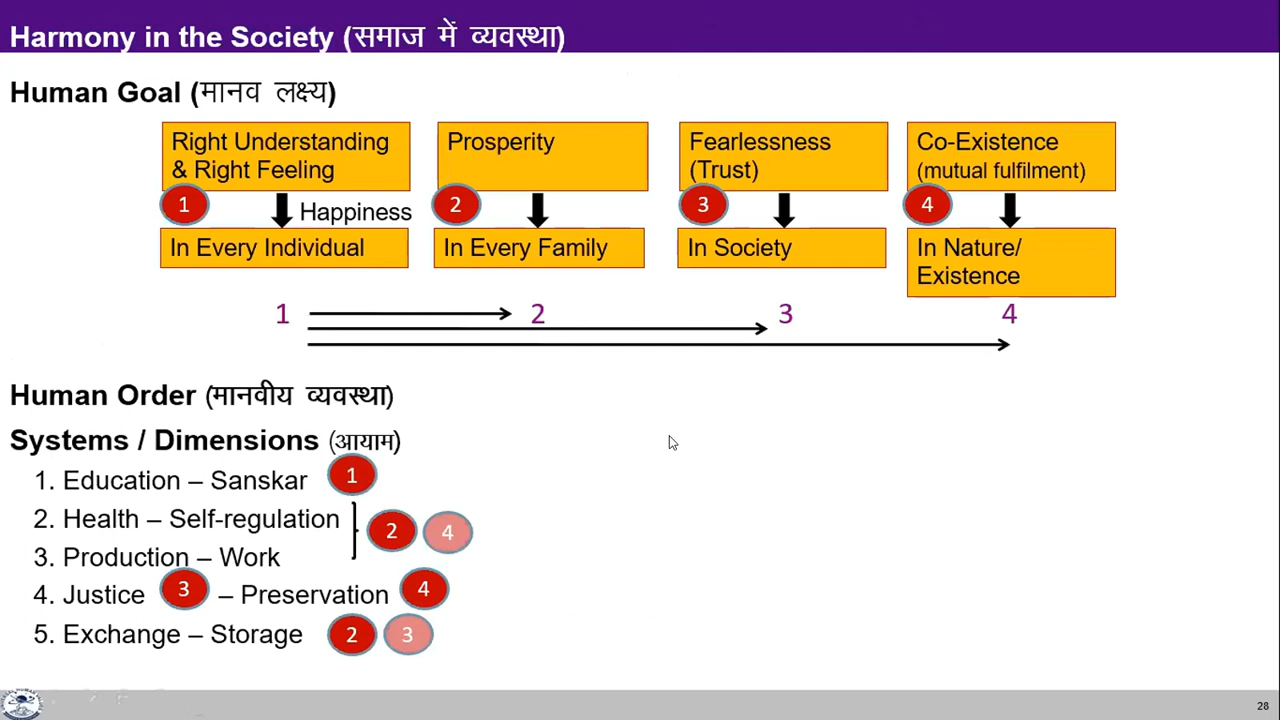 Harmony in the Society (समाज में व्यवस्था)
Human Goal (मानव लक्ष्य)
Right Understanding
& Right Feeling
Prosperity
Fearlessness
(Trust)
Co-Existence
(mutual fulfilment)
1
Happiness
2
3
4
In Every Individual
In Every Family
In Society
In Nature/
Existence
1
2
3
4
Human Order (मानवीय व्यवस्था)
Systems / Dimensions (आयाम)
1. Education – Sanskar 1
2. Health – Self-regulation
2 4
3. Production – Work
4. Justice 3 – Preservation 4
5. Exchange – Storage 2 3
28